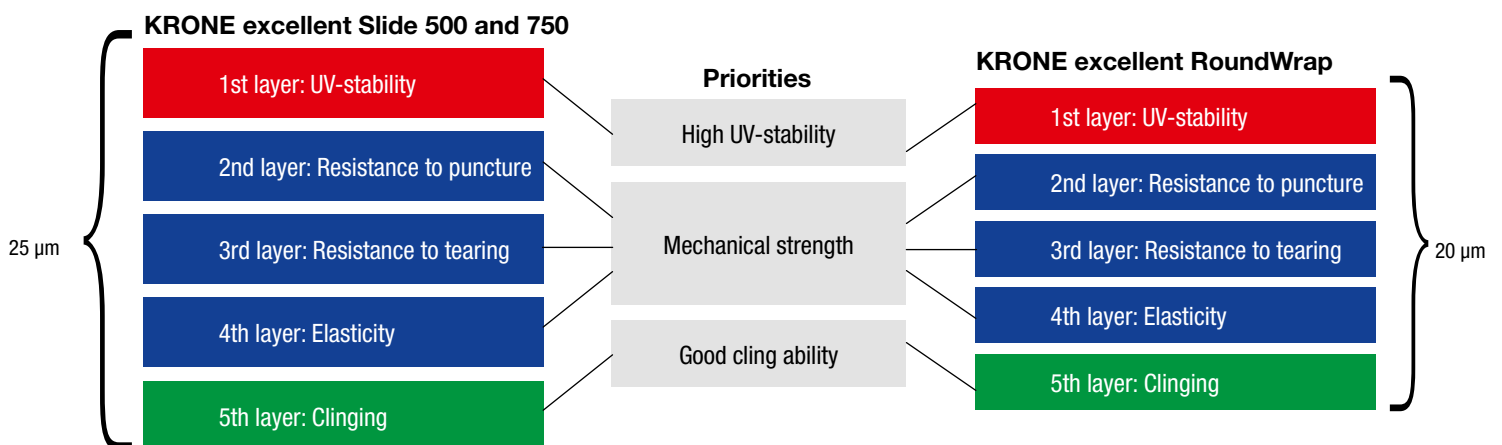 KRONE excellent Slide 500 and 750
25 µm
1st layer: UV-stability
2nd layer: Resistance to puncture
3rd layer: Resistance to tearing
4th layer: Elasticity
5th layer: Clinging
Priorities
High UV-stability
Mechanical strength
Good cling ability
KRONE excellent RoundWrap
1st layer: UV-stability
2nd layer: Resistance to puncture
3rd layer: Resistance to tearing
4th layer: Elasticity
5th layer: Clinging
20 µm